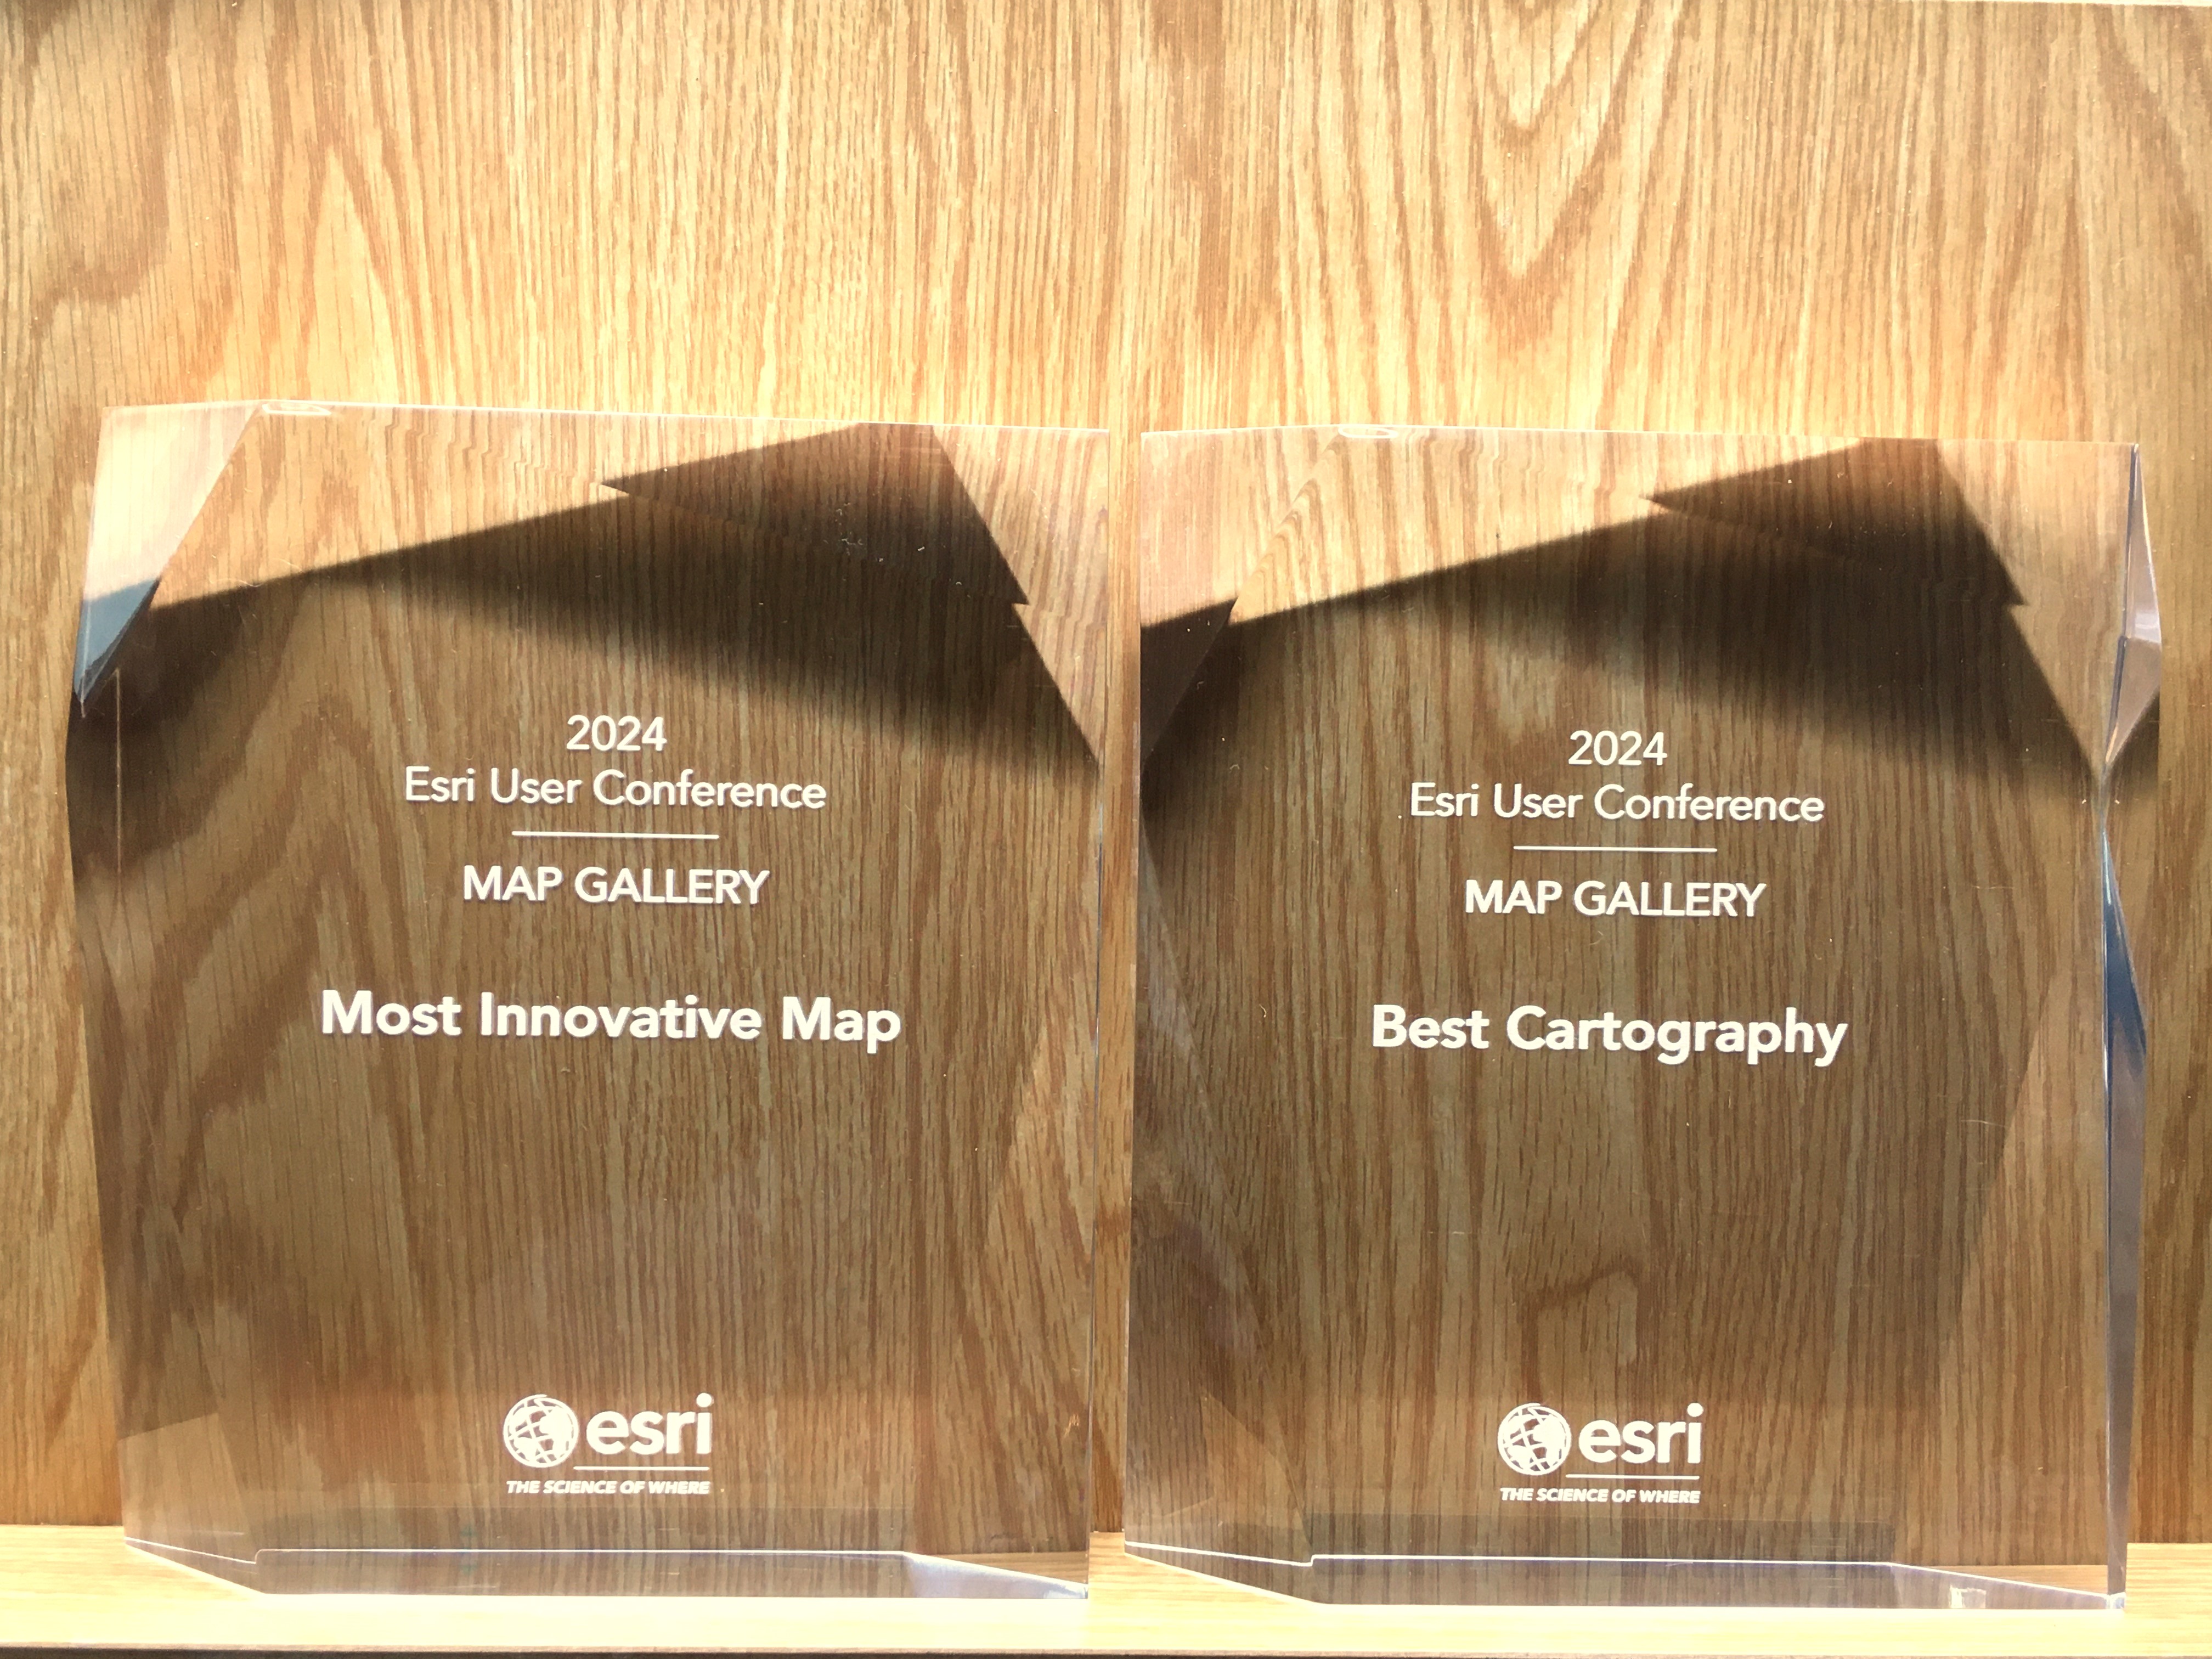 2024
Esri User Conference
MAP GALLERY
Most Innovative Map
esri
THE SCIENCE OF WHERE
2024
Esri User Conference
MAP GALLERY
Best Cartography
esri
THE SCIENCE OF WHERE